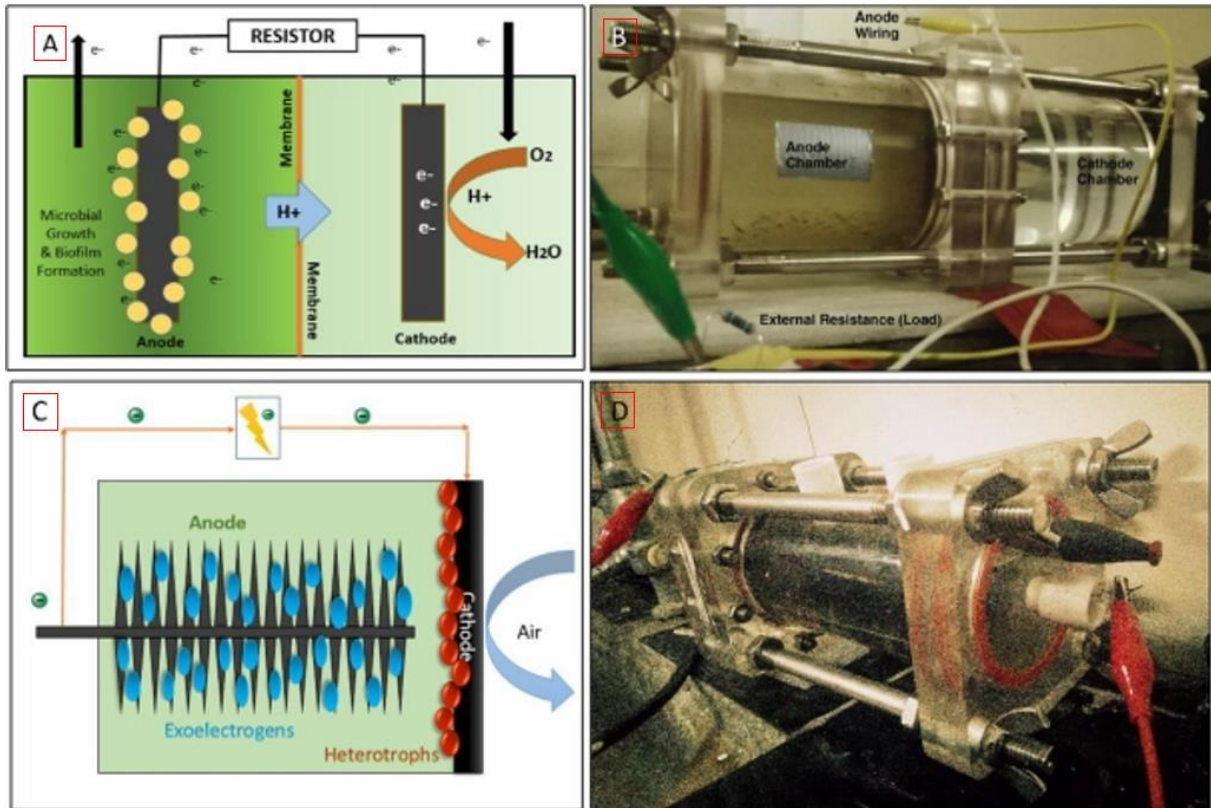 A
e-
e-
RESISTOR
e-
e-
e-
e-
Membrane
e-
e-
e-
O2
H+
e-
H+
e-
e-
e-
Microbial
Growth
& Biofilm
Formation
H2O
e-
e-
e-
Membrane
Anode
Cathode
B
Anode
Wiring
Anode
Chamber
Cathode
Chamber
External Resistance (Load)
C
Anode
Cathode
Air
Exoelectrogens
Heterotrophs
D